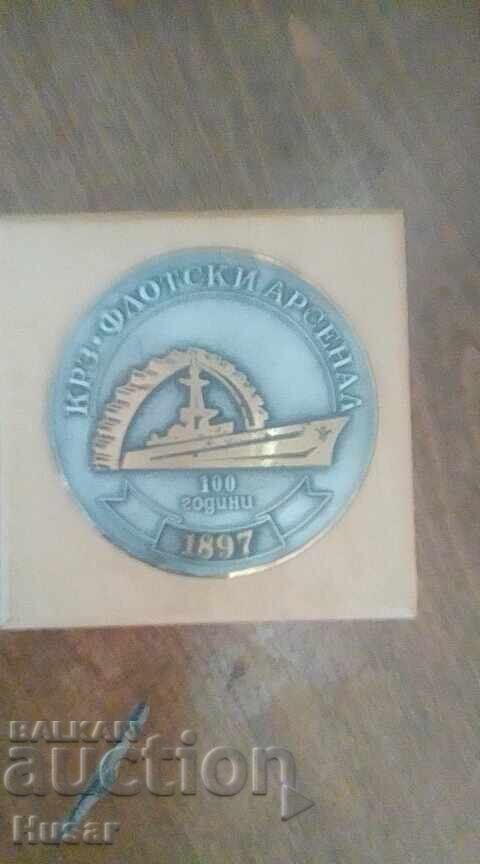 КРЗ·ФЛОТСКИ АРСЕНАЛ
100
години
1897
BALKAN
auction
Husar